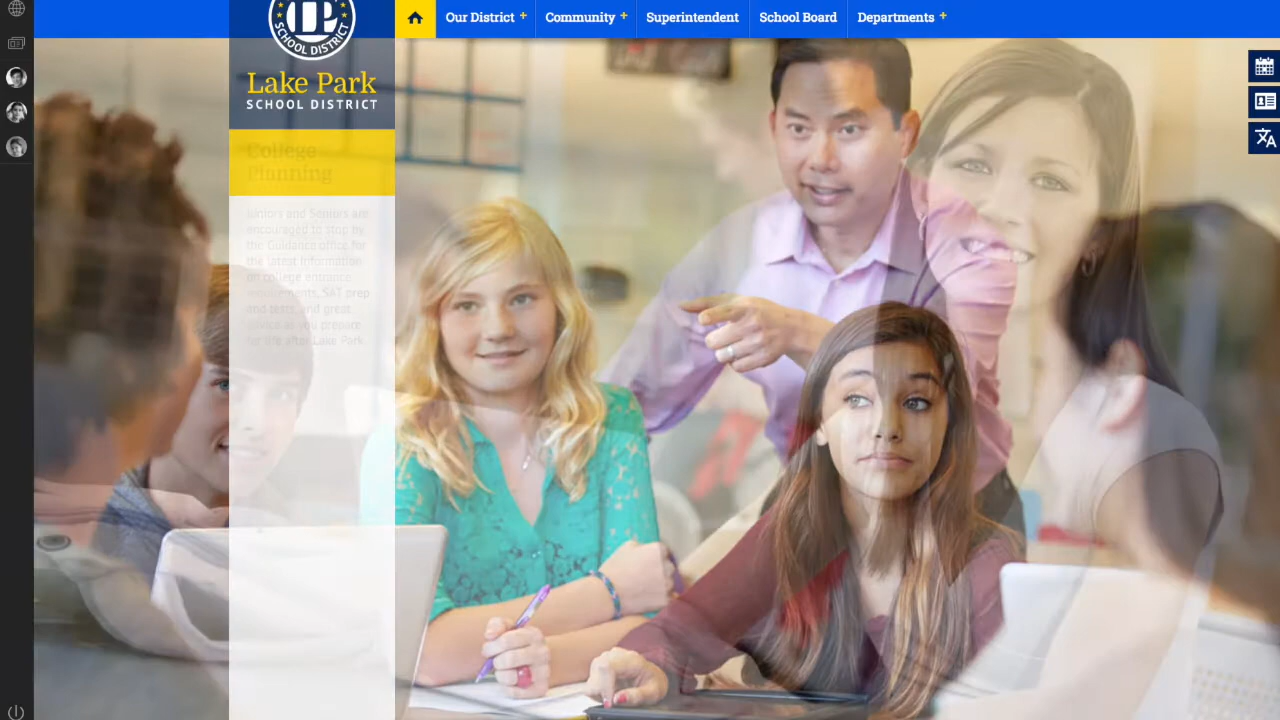 Our District +
Community +
Superintendent
School Board
Departments +
LP
SCHOOL DISTRICT
Lake Park
SCHOOL DISTRICT
College
Planning
Juniors and Seniors are
encouraged to stop by
the Guidance office for
the latest information
on college entrance
requirements, SAT prep
and tests, and great
advice as you prepare
for life after Lake Park.